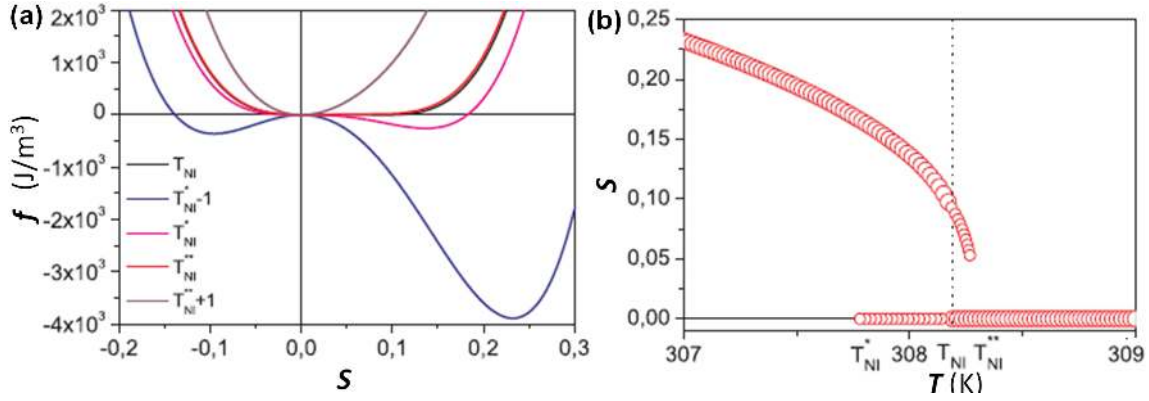 (a)
2x10³
1x10³
0
-1x10³
-2x10³
-3x10³
-4x10³
f (J/m³)
T_NI
T*_NI-1
T*_NI
T**_NI
T**_NI+1
-0,2 -0,1 0,0 0,1 0,2 0,3
S
(b)
0,25
0,20
0,15
0,10
0,05
0,00
S
307 T*_NI 308 T_NI T**_NI 309
T (K)